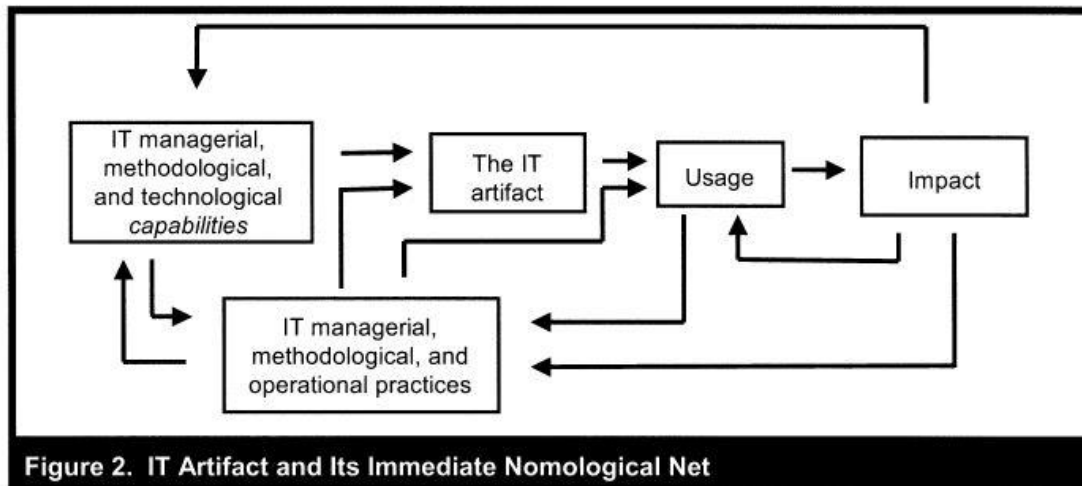 IT managerial,
methodological,
and technological
capabilities
The IT
artifact
Usage
Impact
IT managerial,
methodological, and
operational practices
Figure 2. IT Artifact and Its Immediate Nomological Net